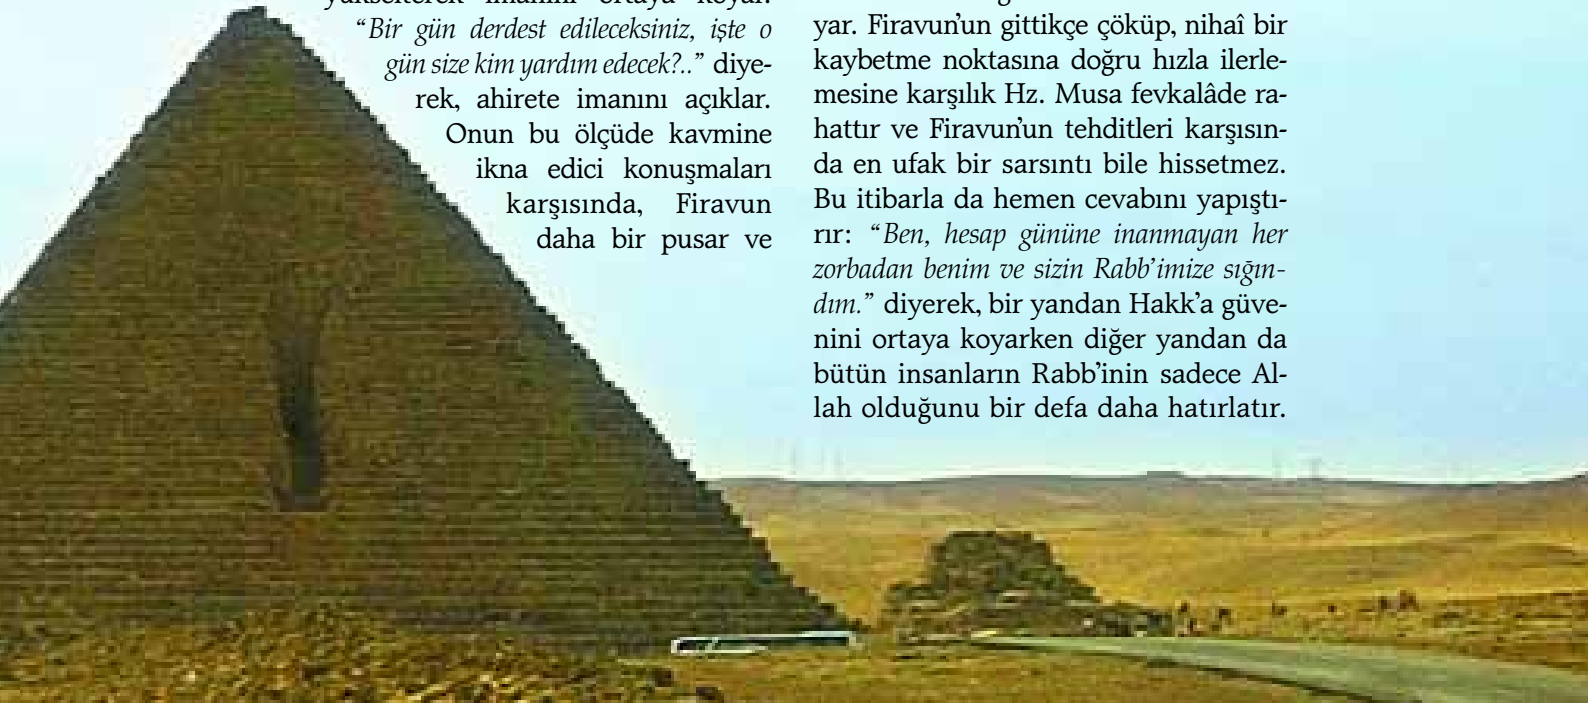 yükselterek imanını ortaya koyar:
“Bir gün derdest edileceksiniz, işte o
gün size kim yardım edecek?..” diye-
rek, ahirete imanını açıklar.
Onun bu ölçüde kavmine
ikna edici konuşmaları
karşısında, Firavun
daha bir pusar ve
yar. Firavun’un gittikçe çöküp, nihaî bir
kaybetme noktasına doğru hızla ilerle-
mesine karşılık Hz. Musa fevkalâde ra-
hattır ve Firavun’un tehditleri karşısın-
da en ufak bir sarsıntı bile hissetmez.
Bu itibarla da hemen cevabını yapıştı-
rır: “Ben, hesap gününe inanmayan her
zorbadan benim ve sizin Rabb’imize sığın-
dım.” diyerek, bir yandan Hakk’a güve-
nini ortaya koyarken diğer yandan da
bütün insanların Rabb’inin sadece Al-
lah olduğunu bir defa daha hatırlatır.